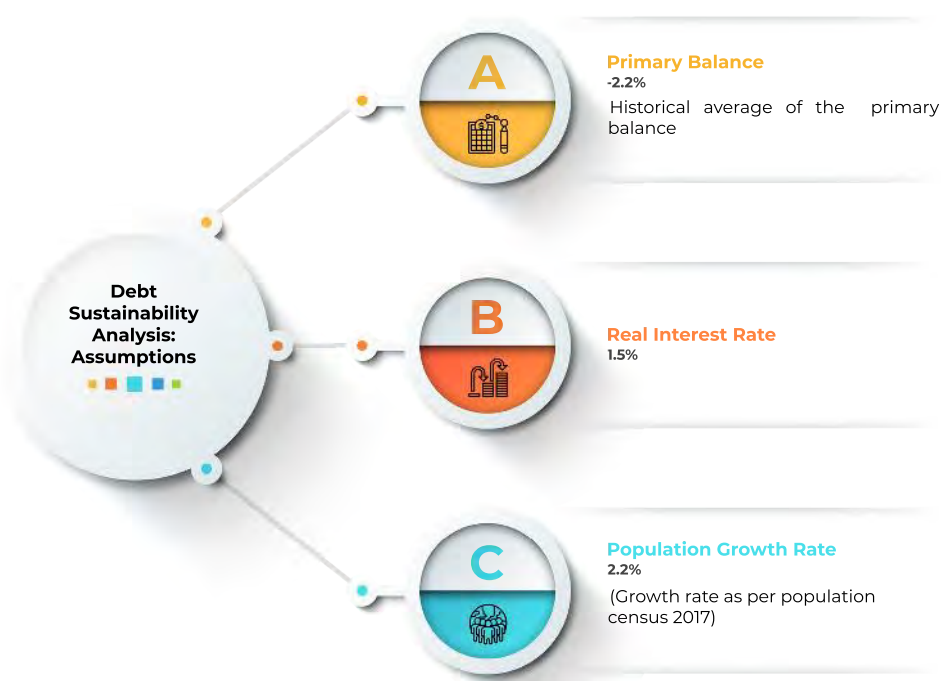 Debt
Sustainability
Analysis:
Assumptions
A
Primary Balance
-2.2%
Historical average of the primary
balance
B
Real Interest Rate
1.5%
C
Population Growth Rate
2.2%
(Growth rate as per population
census 2017)